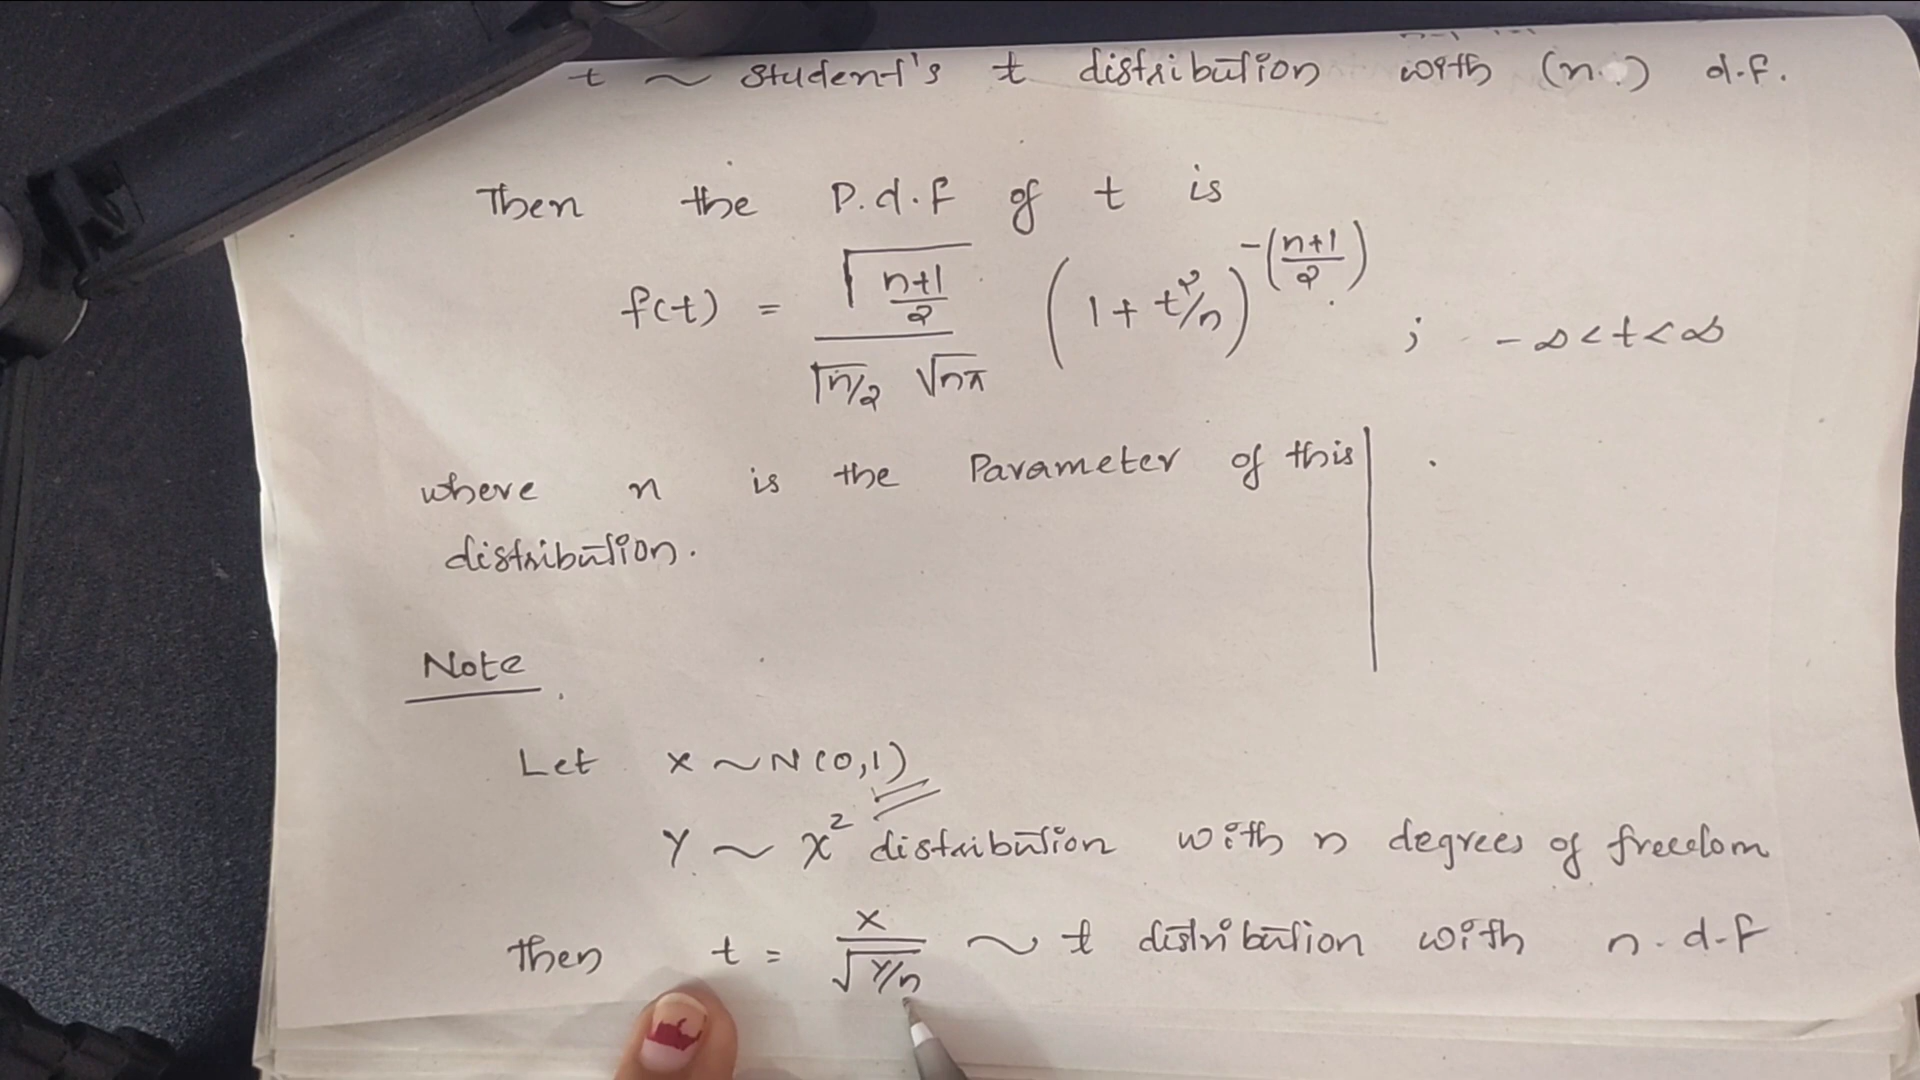 t ~ Student's t distribution with (n ) d.f.
Then the P.d.f of t is
f(t) = Γ(n+1)/2 / Γn/2 √nπ (1 + t²/n)^-(n+1/2) ; -∞ < t < ∞
where n is the Parameter of this
distribution.
Note
Let x ~ N(0,1)
Y ~ χ² distribution with n degrees of freedom
Then t = x / √Y/n ~ t distribution with n.d.f